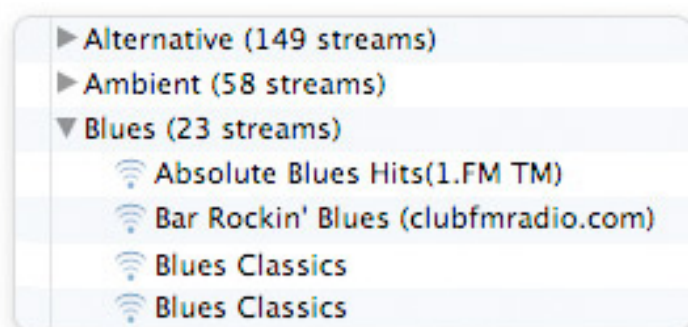 Alternative (149 streams)
Ambient (58 streams)
Blues (23 streams)
Absolute Blues Hits(1.FM TM)
Bar Rockin' Blues (clubfmradio.com)
Blues Classics
Blues Classics